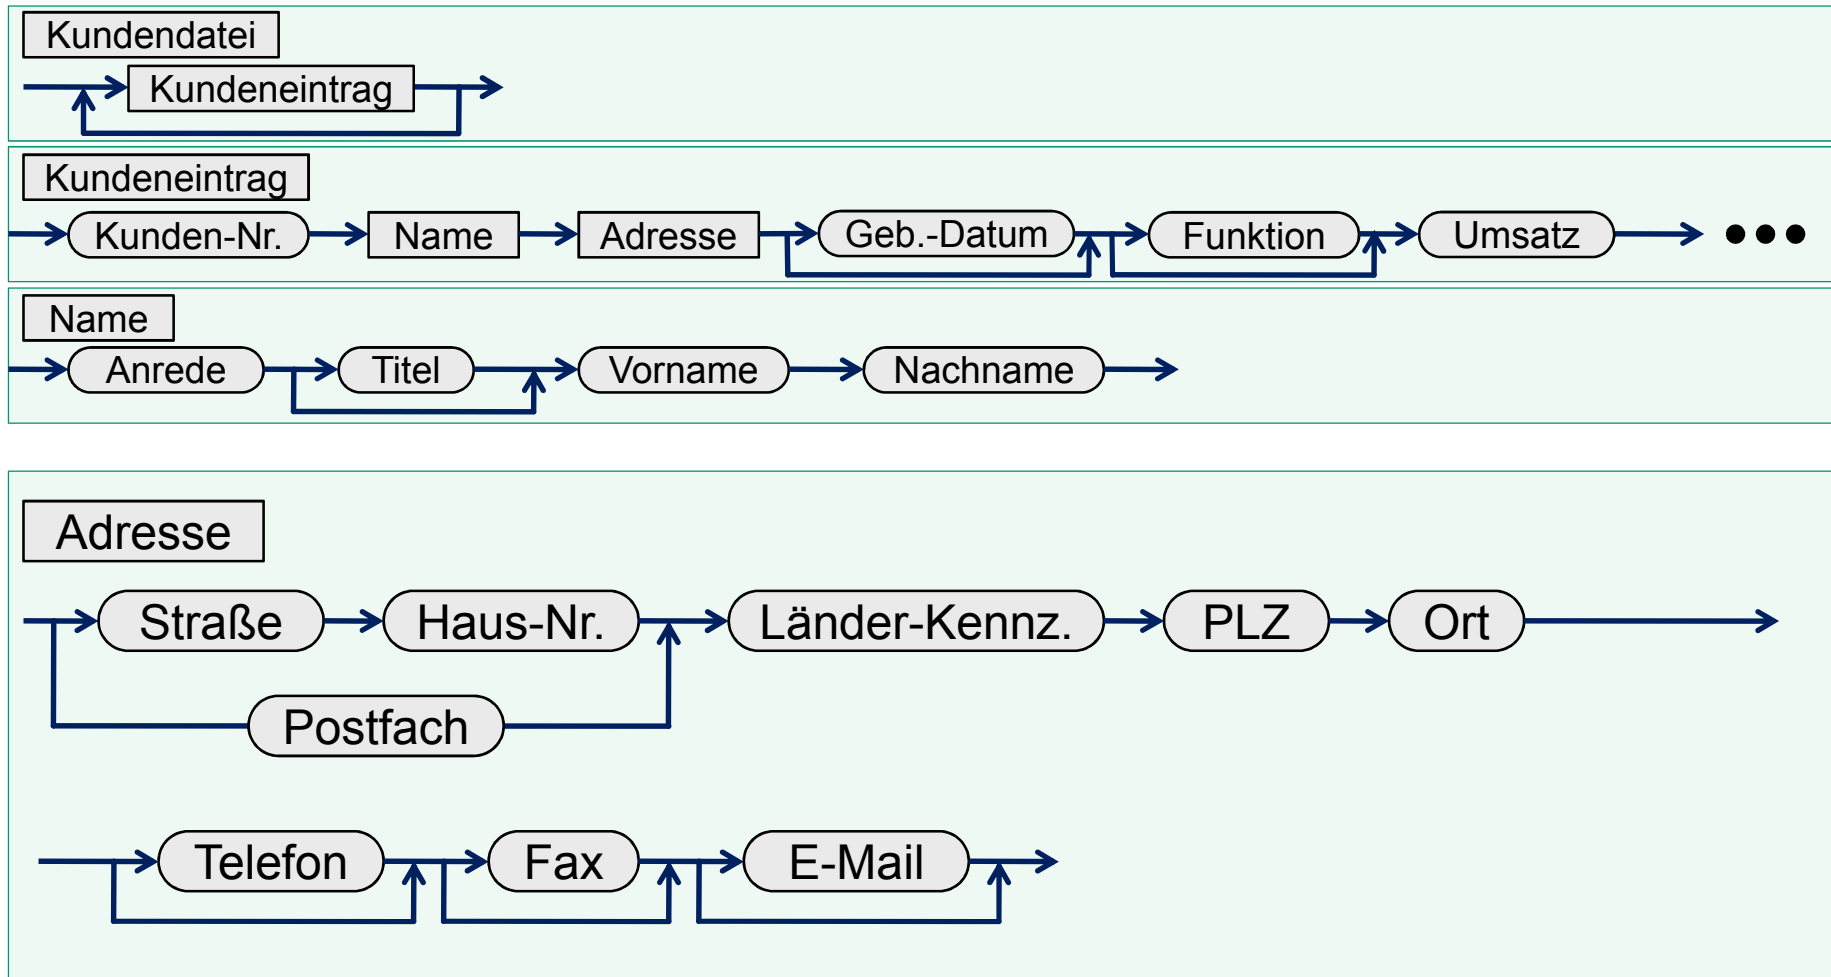 Kundendatei
Kundeneintrag
Kundeneintrag
Kunden-Nr. Name Adresse Geb.-Datum Funktion Umsatz
Name
Anrede Titel Vorname Nachname
Adresse
Straße Haus-Nr. Länder-Kennz. PLZ Ort
Postfach
Telefon Fax E-Mail